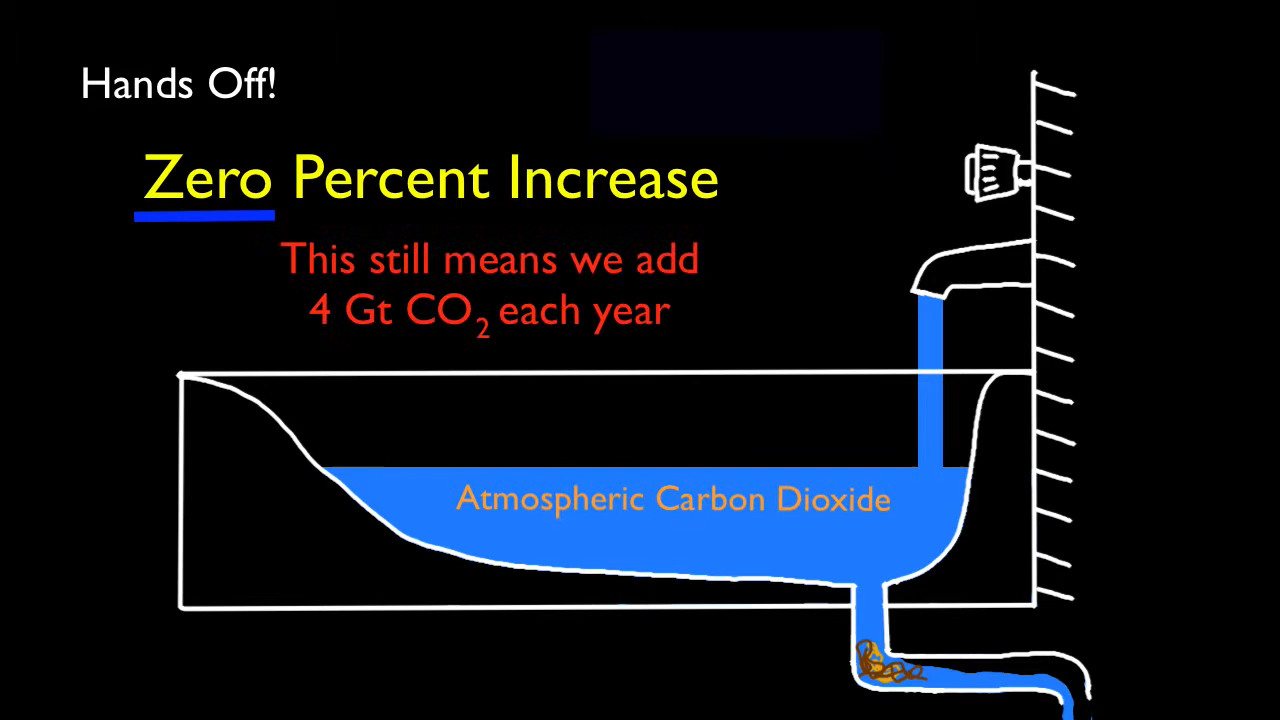 Hands Off!
Zero Percent Increase
This still means we add
4 Gt CO2 each year
Atmospheric Carbon Dioxide